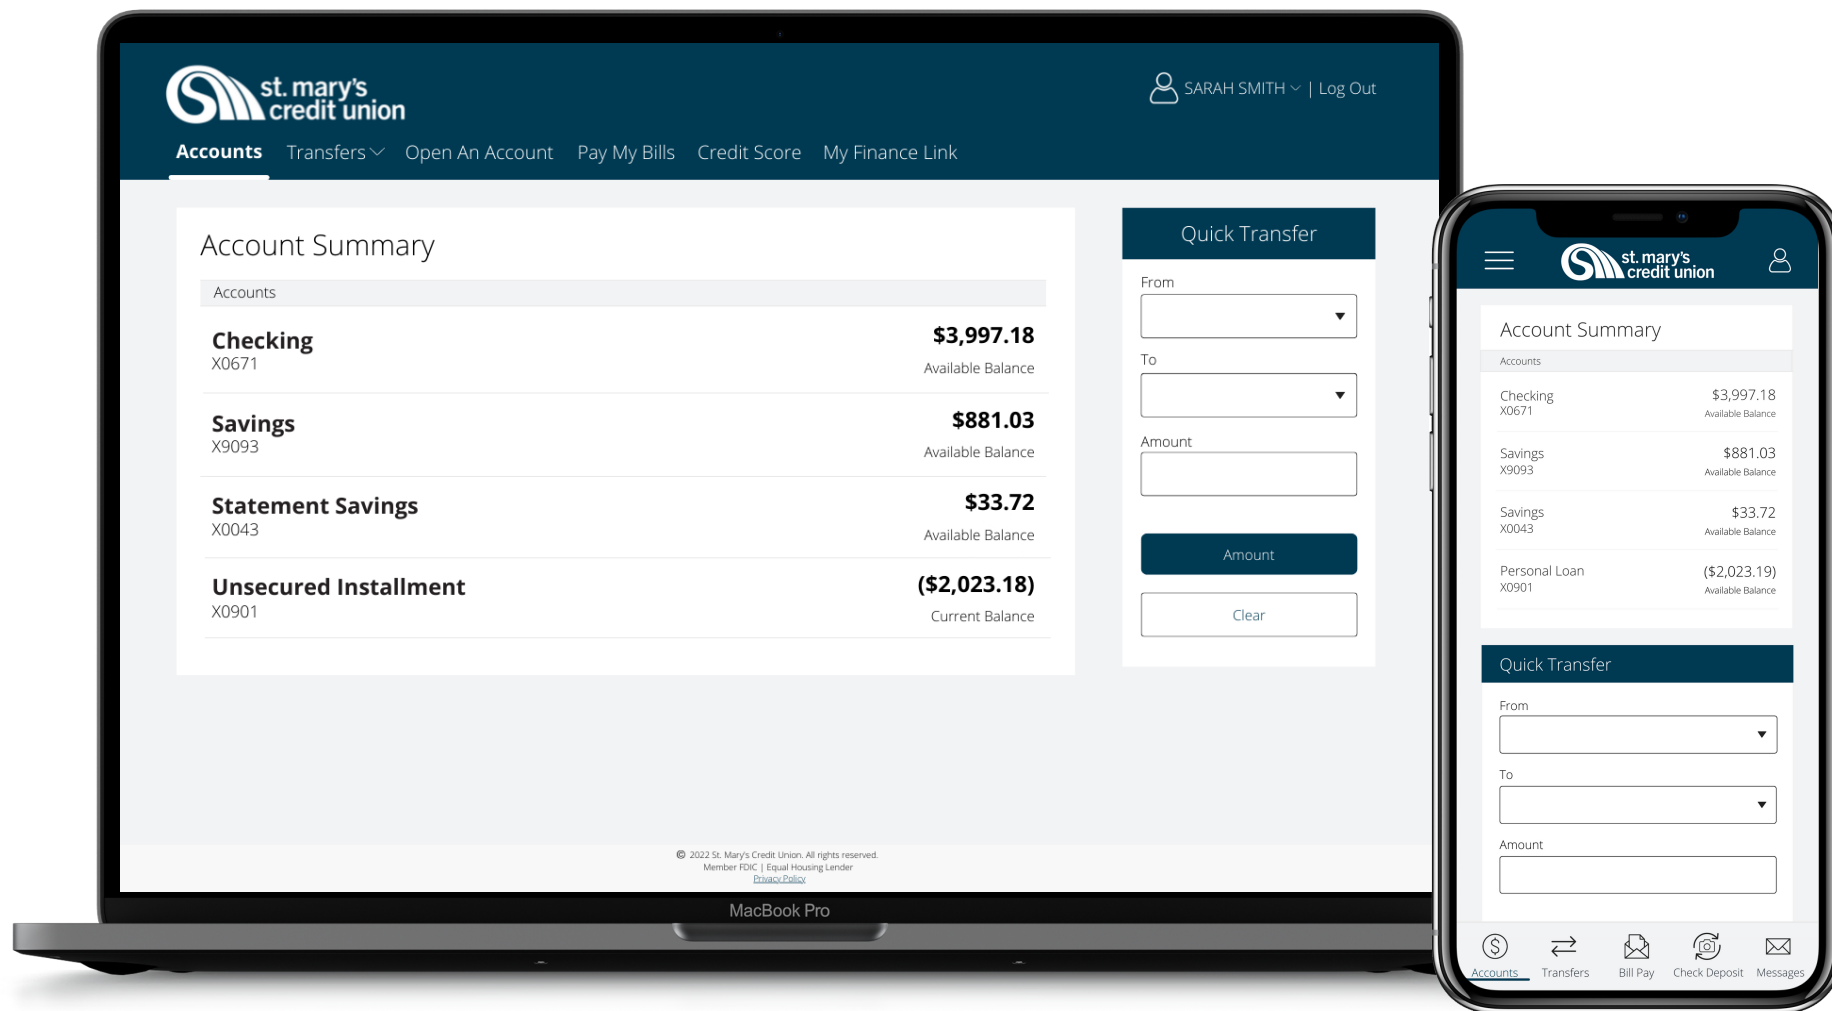 st. mary's
credit union
SARAH SMITH | Log Out
Accounts Transfers Open An Account Pay My Bills Credit Score My Finance Link
Account Summary
Accounts
Checking
X0671
$3,997.18
Available Balance
Savings
X9093
$881.03
Available Balance
Statement Savings
X0043
$33.72
Available Balance
Unsecured Installment
X0901
($2,023.18)
Current Balance
Quick Transfer
From
To
Amount
Amount
Clear
© 2022 St. Mary's Credit Union. All rights reserved.
Member FDIC | Equal Housing Lender
Privacy Policy
MacBook Pro
st. mary's
credit union
Account Summary
Accounts
Checking
X0671
$3,997.18
Available Balance
Savings
X9093
$881.03
Available Balance
Savings
X0043
$33.72
Available Balance
Personal Loan
X0901
($2,023.19)
Available Balance
Quick Transfer
From
To
Amount
Accounts Transfers Bill Pay Check Deposit Messages